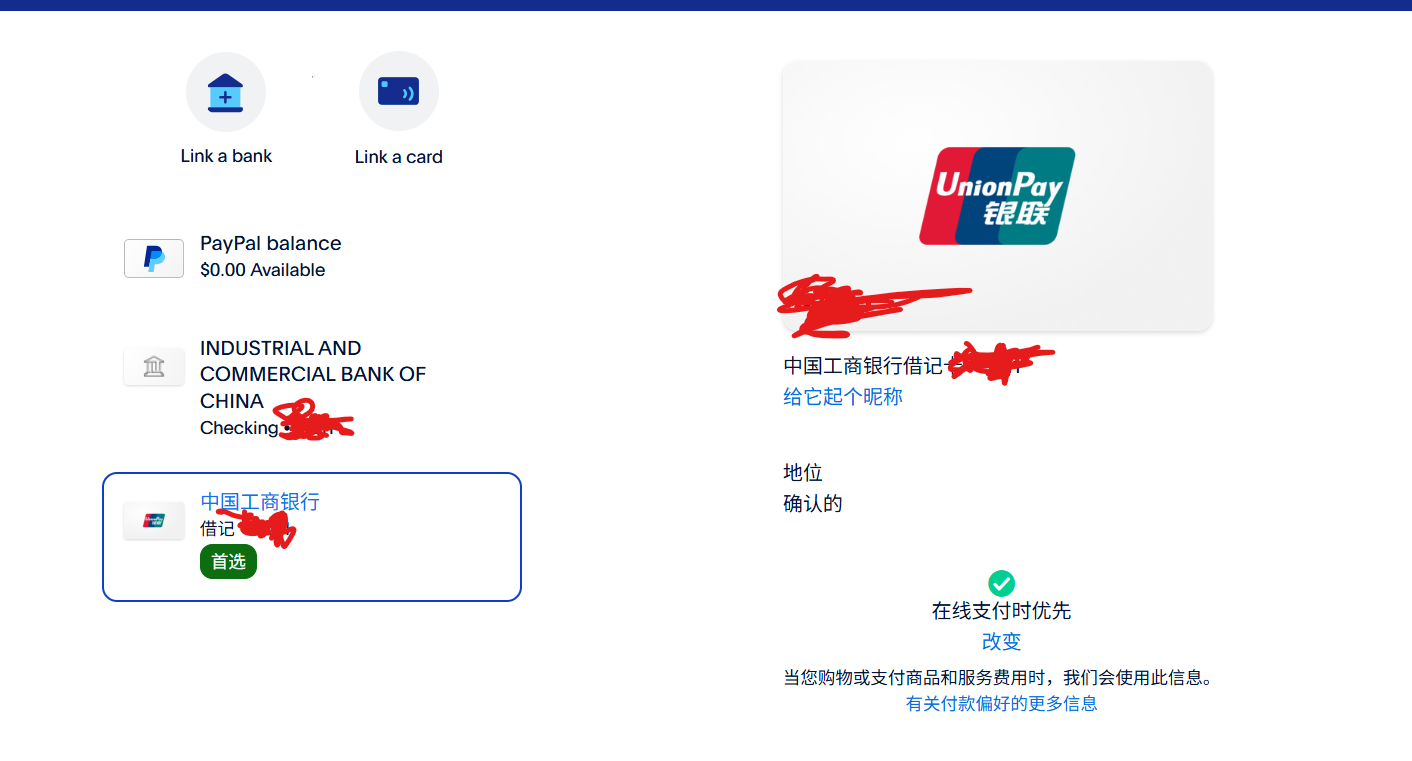 Link a bank
Link a card
PayPal balance
$0.00 Available
INDUSTRIAL AND
COMMERCIAL BANK OF
CHINA
Checking
中国工商银行
借记
首选
UnionPay
银联
中国工商银行借记
给它起个昵称
地位
确认的
在线支付时优先
改变
当您购物或支付商品和服务费用时，我们会使用此信息。
有关付款偏好的更多信息